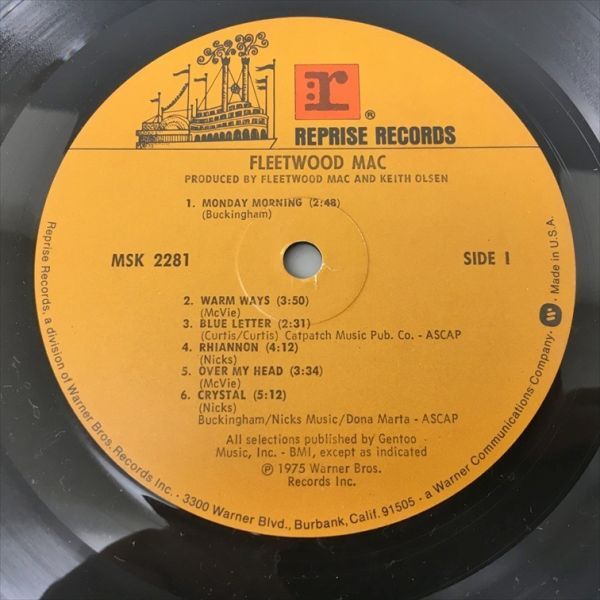 r
®
REPRISE RECORDS
FLEETWOOD MAC
PRODUCED BY FLEETWOOD MAC AND KEITH OLSEN
1. MONDAY MORNING (2:48)
(Buckingham)
MSK 2281
SIDE 1
2. WARM WAYS (3:50)
(McVie)
3. BLUE LETTER (2:31)
(Curtis/Curtis) Catpatch Music Pub. Co. - ASCAP
4. RHIANNON (4:12)
(Nicks)
5. OVER MY HEAD (3:34)
(McVie)
6. CRYSTAL (5:12)
(Nicks)
Buckingham/Nicks Music/Dona Marta - ASCAP
All selections published by Gentoo
Music, Inc. - BMI, except as indicated
℗ 1975 Warner Bros.
Records Inc.
Reprise Records, a division of Warner Bros. Records Inc. · 3300 Warner Blvd., Burbank, Calif. 91505 · a Warner Communications Company · W · Made in U.S.A.